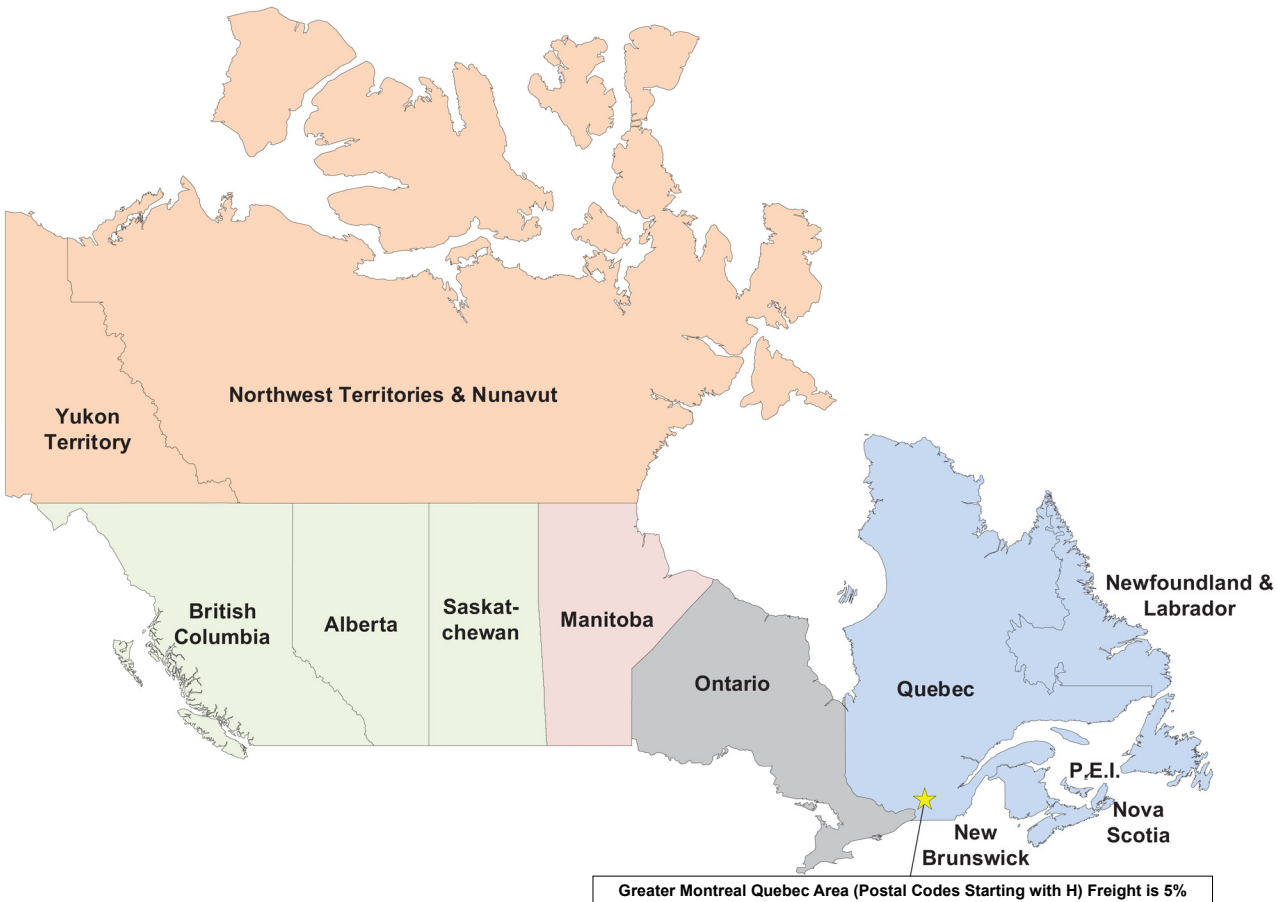 Northwest Territories & Nunavut
Yukon
Territory
British
Columbia
Alberta
Saskat-
chewan
Manitoba
Ontario
Quebec
Newfoundland &
Labrador
P.E.I.
Nova
Scotia
New
Brunswick
Greater Montreal Quebec Area (Postal Codes Starting with H) Freight is 5%